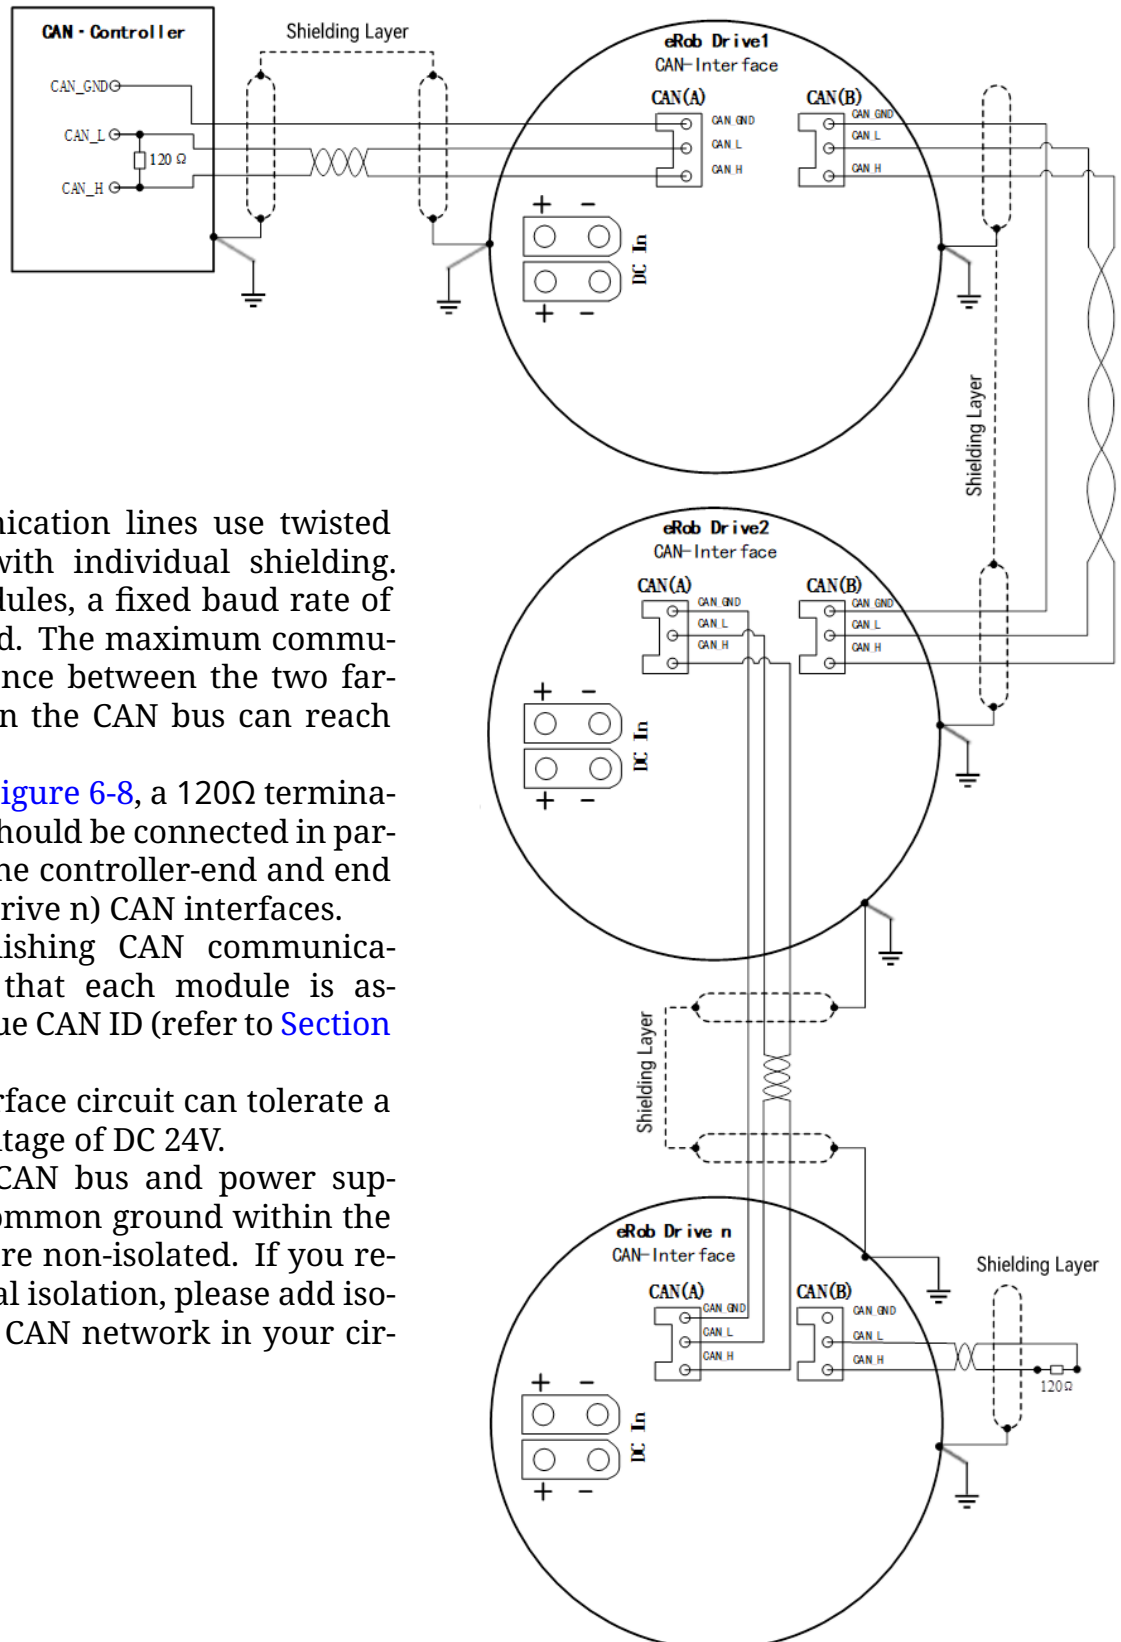 CAN-Controller
CAN_GND
CAN_L
120Ω
CAN_H
Shielding Layer
eRob Drive1
CAN-Interface
CAN(A)
CAN GND
CAN L
CAN H
CAN(B)
CAN GND
CAN L
CAN H
+ −
DC In
+ −
Shielding Layer
nication lines use twisted
with individual shielding.
dules, a fixed baud rate of
d. The maximum commu-
ance between the two far-
n the CAN bus can reach
igure 6-8, a 120Ω termina-
should be connected in par-
he controller-end and end
rive n) CAN interfaces.
lishing CAN communica-
that each module is as-
ue CAN ID (refer to Section
rface circuit can tolerate a
ltage of DC 24V.
CAN bus and power sup-
ommon ground within the
re non-isolated. If you re-
al isolation, please add iso-
CAN network in your cir-
eRob Drive2
CAN-Interface
CAN(A)
CAN GND
CAN L
CAN H
CAN(B)
CAN GND
CAN L
CAN H
+ −
DC In
+ −
Shielding Layer
eRob Drive n
CAN-Interface
CAN(A)
CAN GND
CAN L
CAN H
CAN(B)
CAN GND
CAN L
CAN H
Shielding Layer
120Ω
+ −
DC In
+ −